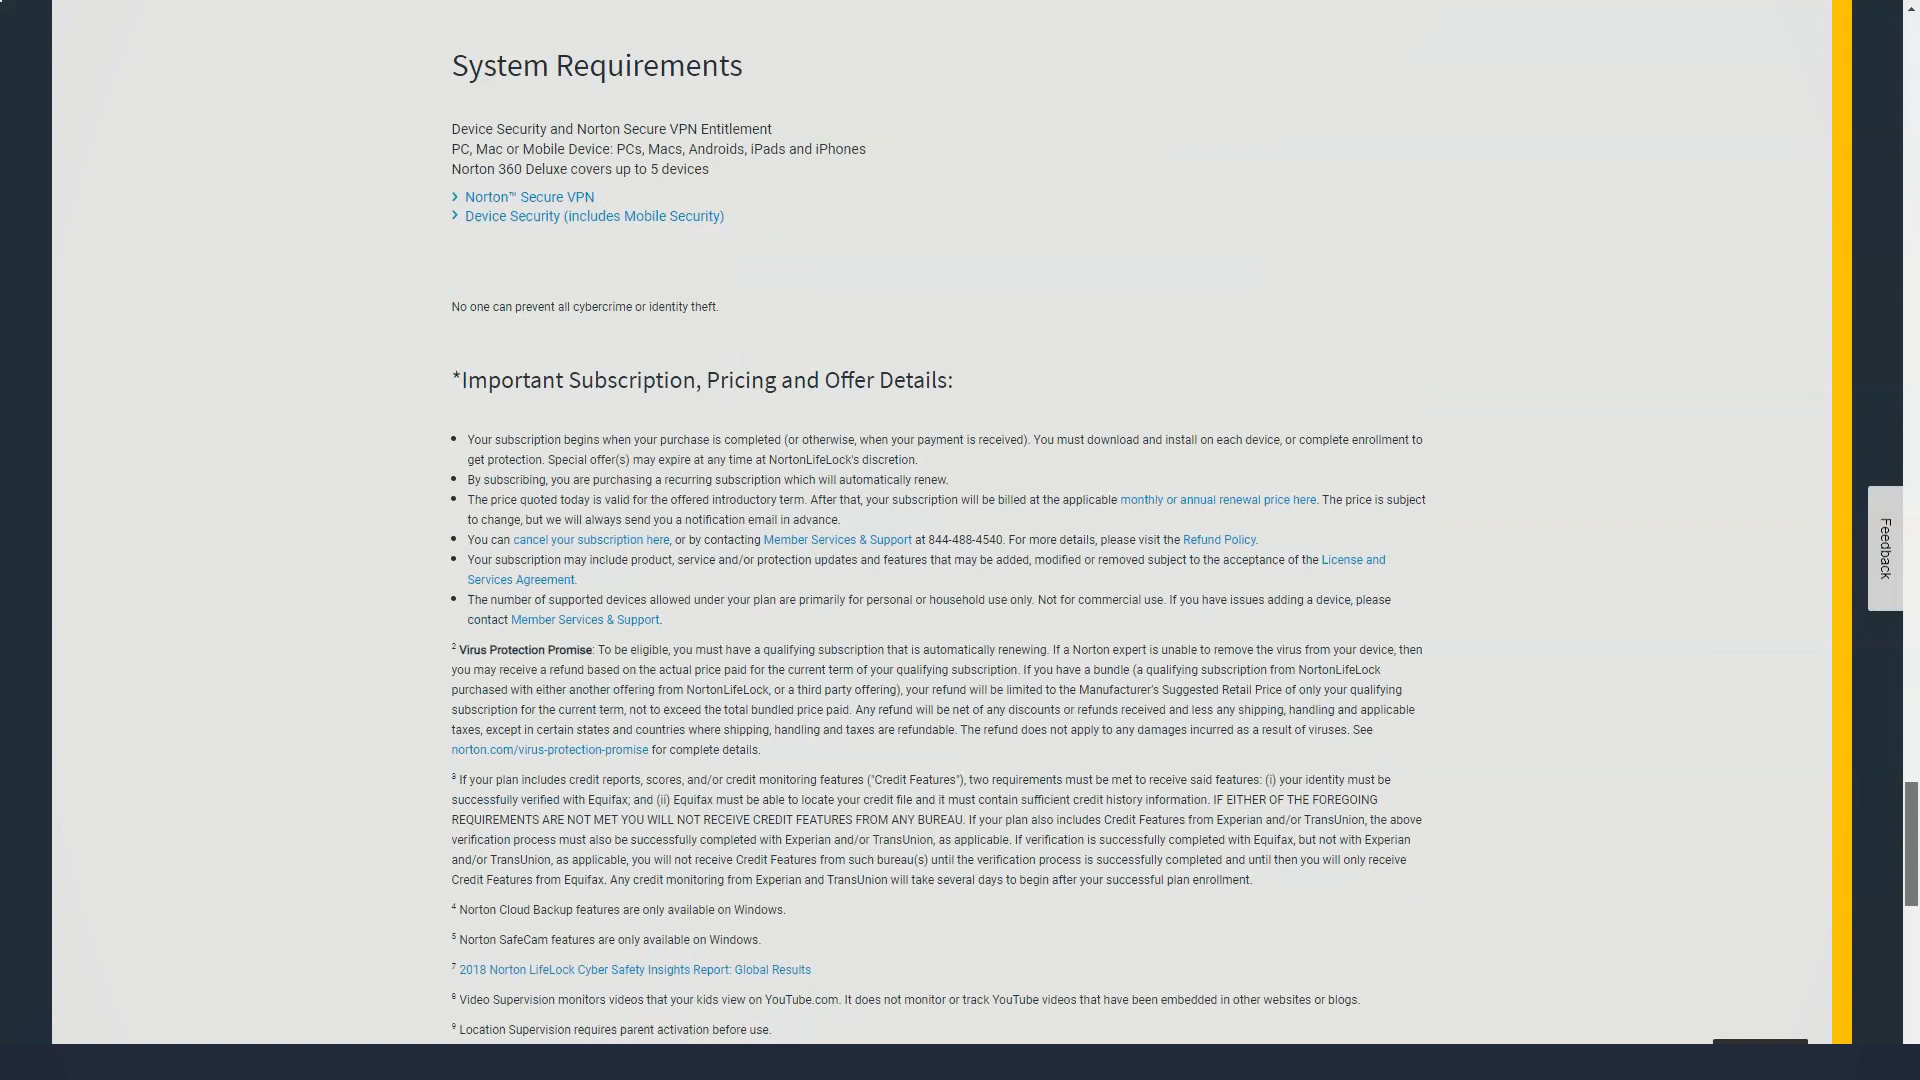 System Requirements
Device Security and Norton Secure VPN Entitlement
PC, Mac or Mobile Device: PCs, Macs, Androids, iPads and iPhones
Norton 360 Deluxe covers up to 5 devices
Norton™ Secure VPN
Device Security (includes Mobile Security)
No one can prevent all cybercrime or identity theft.
*Important Subscription, Pricing and Offer Details:
• Your subscription begins when your purchase is completed (or otherwise, when your payment is received). You must download and install on each device, or complete enrollment to
get protection. Special offer(s) may expire at any time at NortonLifeLock's discretion.
• By subscribing, you are purchasing a recurring subscription which will automatically renew.
• The price quoted today is valid for the offered introductory term. After that, your subscription will be billed at the applicable monthly or annual renewal price here. The price is subject
to change, but we will always send you a notification email in advance.
• You can cancel your subscription here, or by contacting Member Services & Support at 844-488-4540. For more details, please visit the Refund Policy.
• Your subscription may include product, service and/or protection updates and features that may be added, modified or removed subject to the acceptance of the License and
Services Agreement.
• The number of supported devices allowed under your plan are primarily for personal or household use only. Not for commercial use. If you have issues adding a device, please
contact Member Services & Support.
Feedback
2 Virus Protection Promise: To be eligible, you must have a qualifying subscription that is automatically renewing. If a Norton expert is unable to remove the virus from your device, then
you may receive a refund based on the actual price paid for the current term of your qualifying subscription. If you have a bundle (a qualifying subscription from NortonLifeLock
purchased with either another offering from NortonLifeLock, or a third party offering), your refund will be limited to the Manufacturer's Suggested Retail Price of only your qualifying
subscription for the current term, not to exceed the total bundled price paid. Any refund will be net of any discounts or refunds received and less any shipping, handling and applicable
taxes, except in certain states and countries where shipping, handling and taxes are refundable. The refund does not apply to any damages incurred as a result of viruses. See
norton.com/virus-protection-promise for complete details.
3 If your plan includes credit reports, scores, and/or credit monitoring features ("Credit Features"), two requirements must be met to receive said features: (i) your identity must be
successfully verified with Equifax; and (ii) Equifax must be able to locate your credit file and it must contain sufficient credit history information. IF EITHER OF THE FOREGOING
REQUIREMENTS ARE NOT MET YOU WILL NOT RECEIVE CREDIT FEATURES FROM ANY BUREAU. If your plan also includes Credit Features from Experian and/or TransUnion, the above
verification process must also be successfully completed with Experian and/or TransUnion, as applicable. If verification is successfully completed with Equifax, but not with Experian
and/or TransUnion, as applicable, you will not receive Credit Features from such bureau(s) until the verification process is successfully completed and until then you will only receive
Credit Features from Equifax. Any credit monitoring from Experian and TransUnion will take several days to begin after your successful plan enrollment.
4 Norton Cloud Backup features are only available on Windows.
5 Norton SafeCam features are only available on Windows.
7 2018 Norton LifeLock Cyber Safety Insights Report: Global Results
8 Video Supervision monitors videos that your kids view on YouTube.com. It does not monitor or track YouTube videos that have been embedded in other websites or blogs.
9 Location Supervision requires parent activation before use.